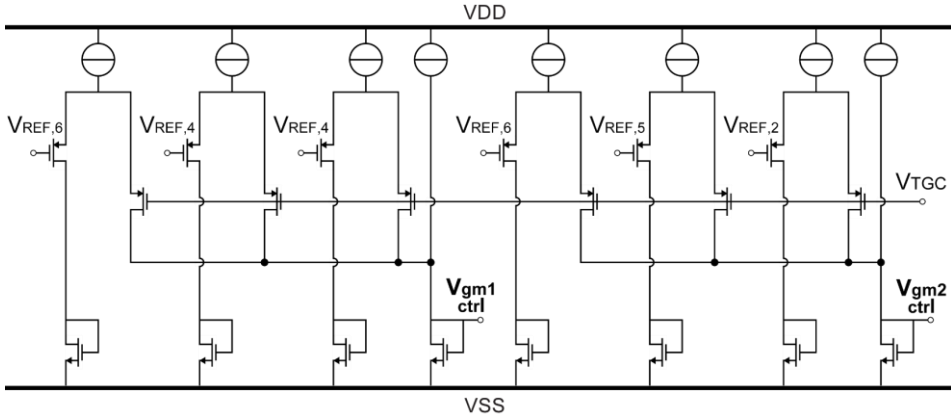 VDD
VREF,6
VREF,4
VREF,4
VREF,6
VREF,5
VREF,2
VTGC
Vgm1
ctrl
Vgm2
ctrl
VSS